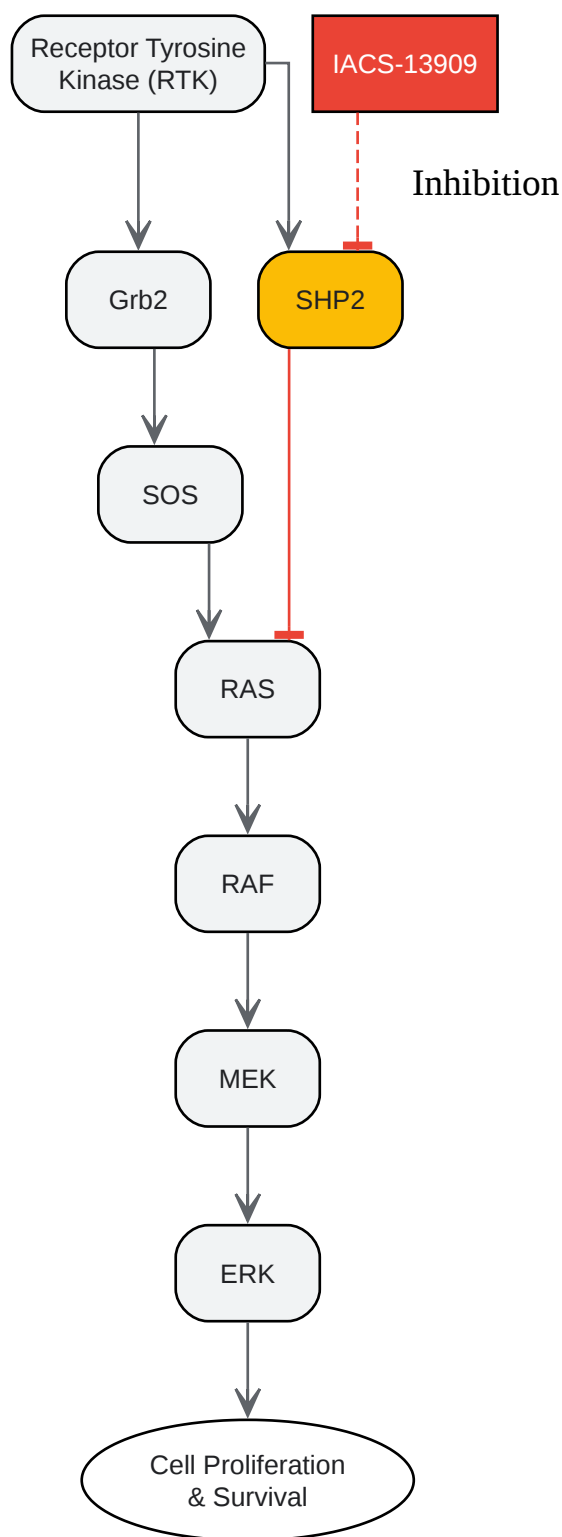 Receptor Tyrosine
Kinase (RTK)
IACS-13909
Inhibition
Grb2
SHP2
SOS
RAS
RAF
MEK
ERK
Cell Proliferation
& Survival